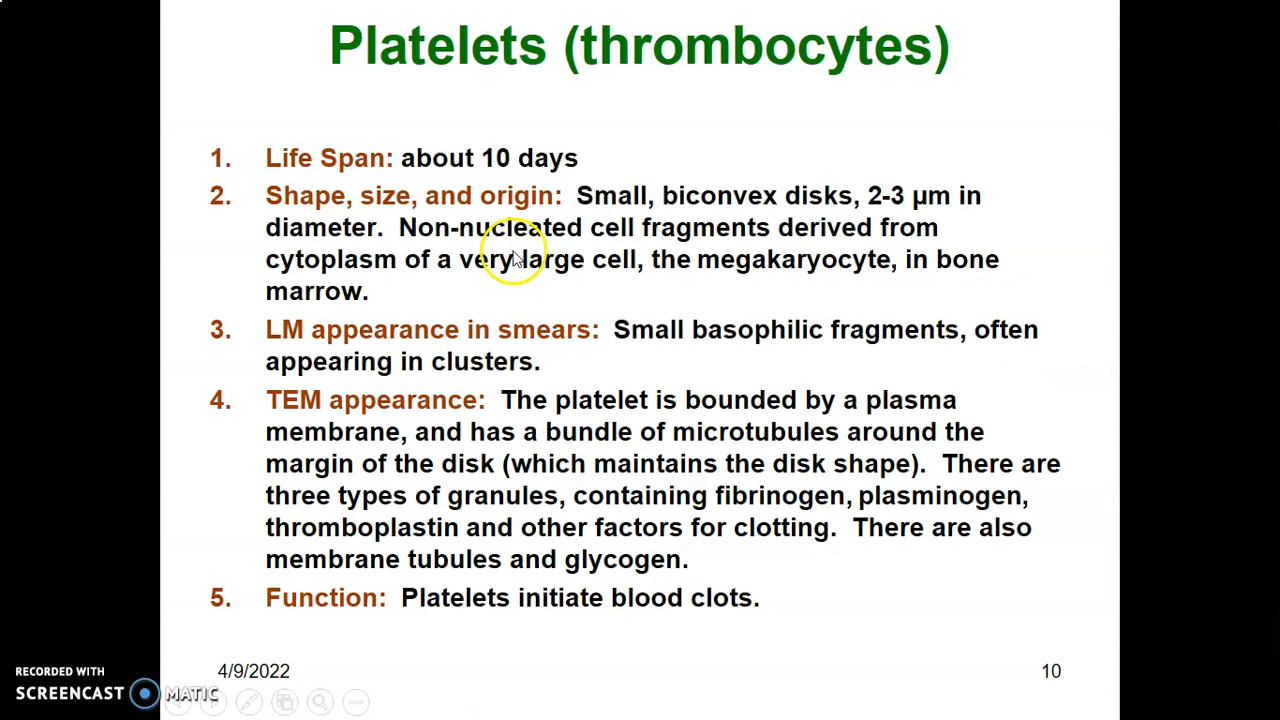 Platelets (thrombocytes)
1. Life Span: about 10 days
2. Shape, size, and origin: Small, biconvex disks, 2-3 µm in
diameter. Non-nucleated cell fragments derived from
cytoplasm of a very large cell, the megakaryocyte, in bone
marrow.
3. LM appearance in smears: Small basophilic fragments, often
appearing in clusters.
4. TEM appearance: The platelet is bounded by a plasma
membrane, and has a bundle of microtubules around the
margin of the disk (which maintains the disk shape). There are
three types of granules, containing fibrinogen, plasminogen,
thromboplastin and other factors for clotting. There are also
membrane tubules and glycogen.
5. Function: Platelets initiate blood clots.
4/9/2022
10
RECORDED WITH
SCREENCAST MATIC